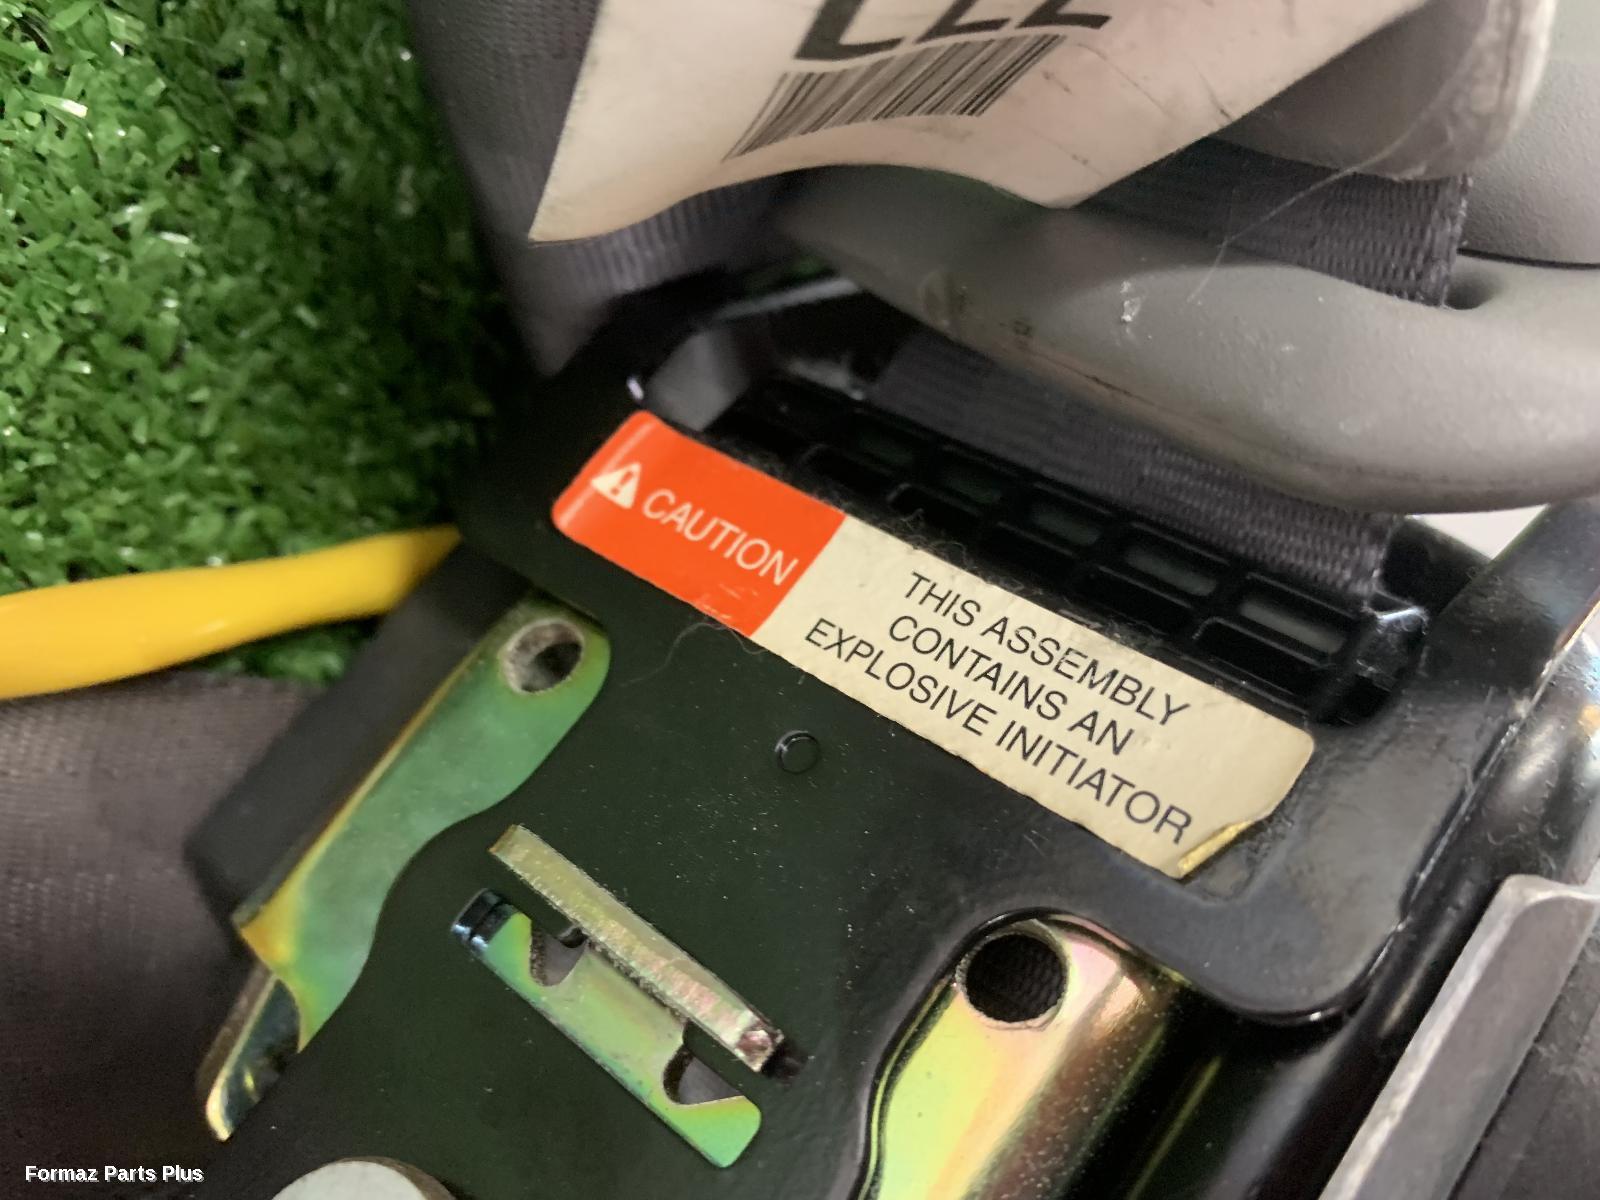 CAUTION
THIS ASSEMBLY
CONTAINS AN
EXPLOSIVE INITIATOR
Formaz Parts Plus